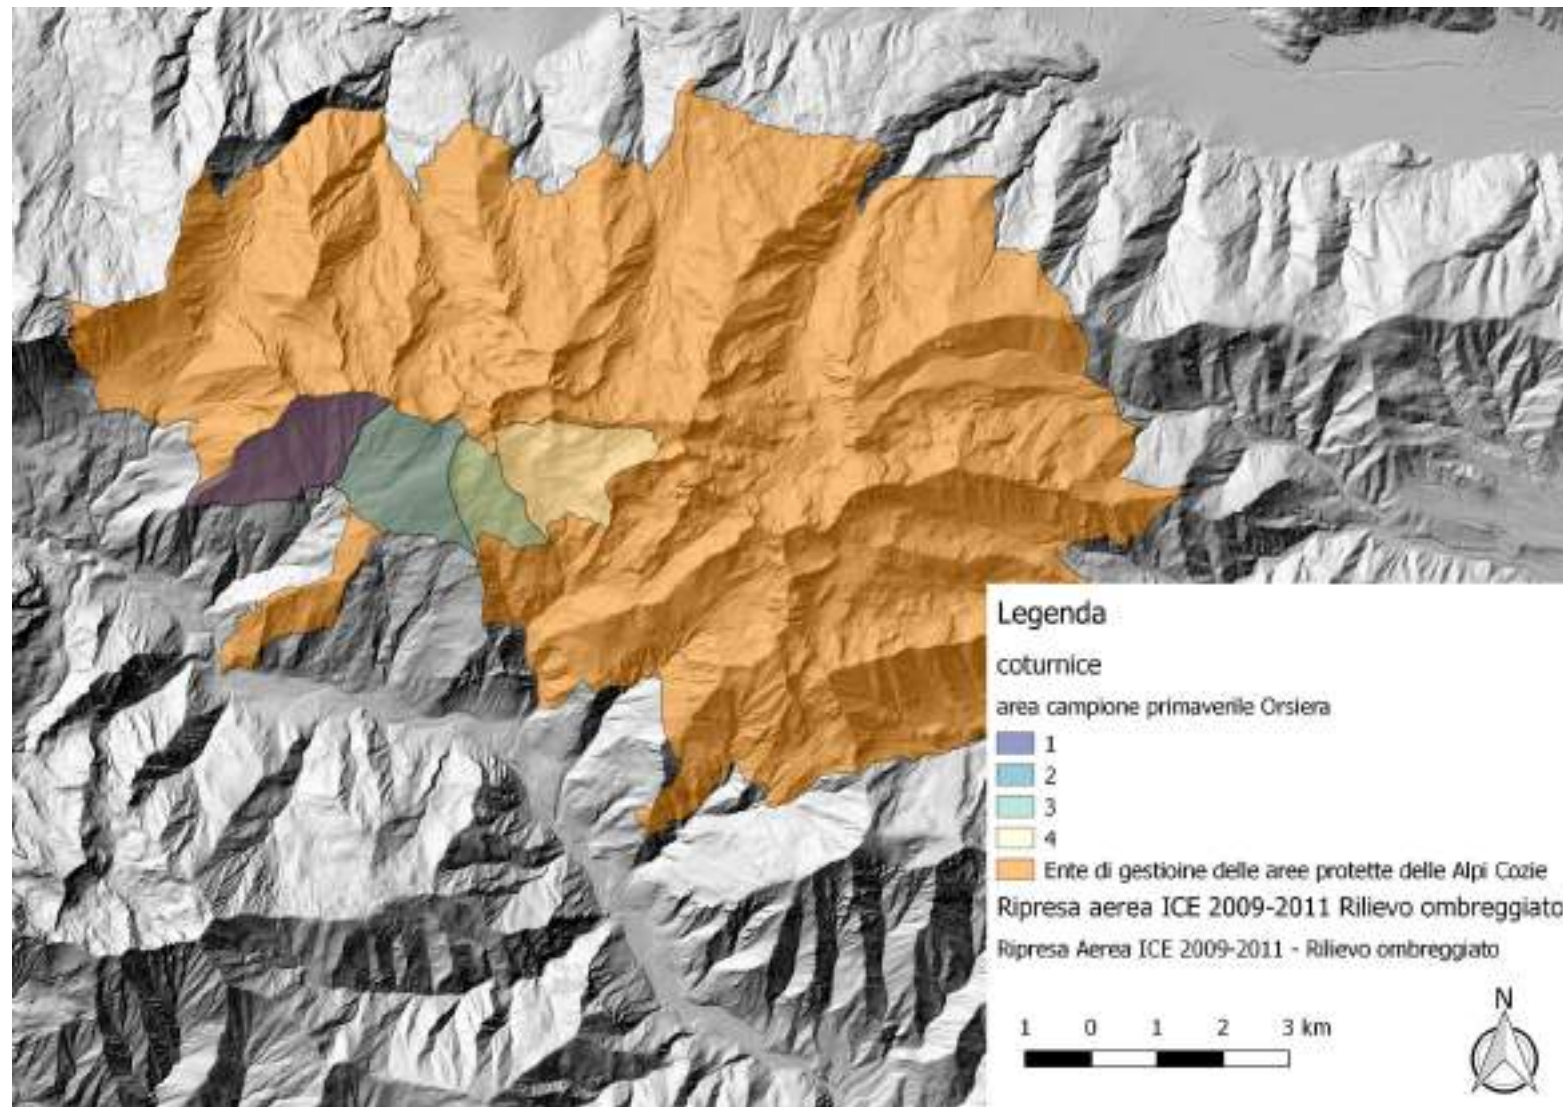 Legenda
coturnice
area campione primaverile Orsiera
1
2
3
4
Ente di gestioine delle aree protette delle Alpi Cozie
Ripresa aerea ICE 2009-2011 Rilievo ombreggiato
Ripresa Aerea ICE 2009-2011 - Rilievo ombreggiato
1 0 1 2 3 km
N